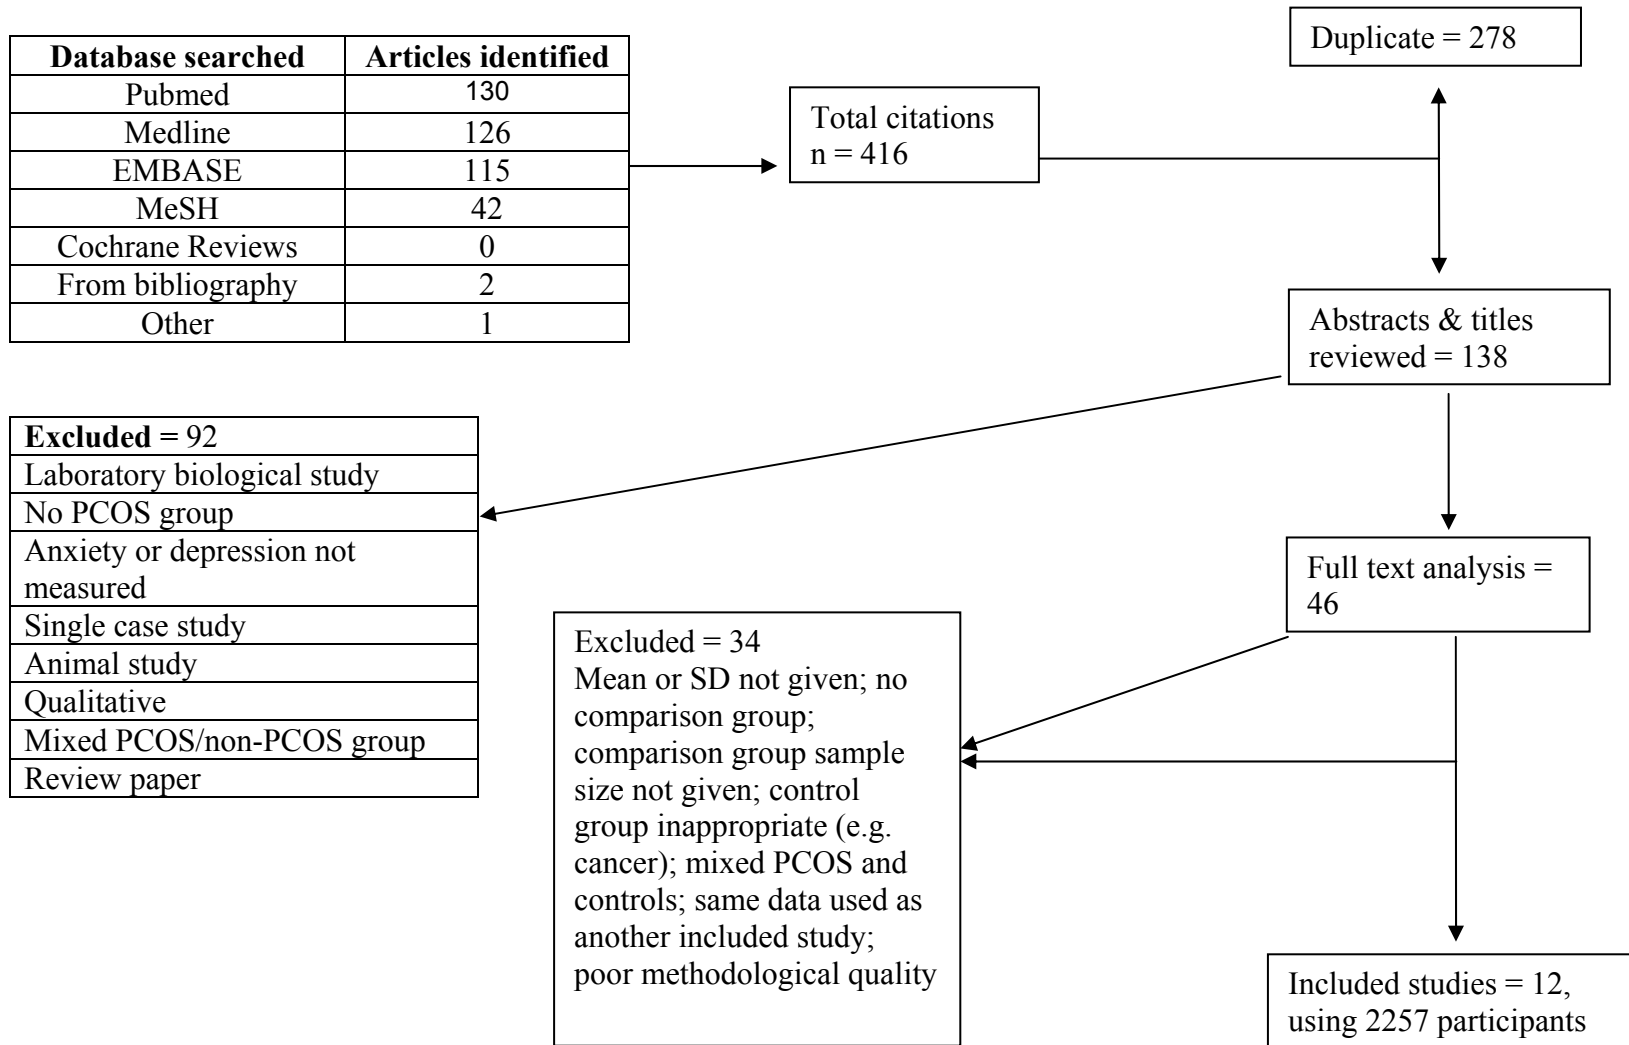 Database searched Articles identified
Pubmed 130
Medline 126
EMBASE 115
MeSH 42
Cochrane Reviews 0
From bibliography 2
Other 1
Total citations
n = 416
Duplicate = 278
Abstracts & titles
reviewed = 138
Excluded = 92
Laboratory biological study
No PCOS group
Anxiety or depression not
measured
Single case study
Animal study
Qualitative
Mixed PCOS/non-PCOS group
Review paper
Full text analysis =
46
Excluded = 34
Mean or SD not given; no
comparison group;
comparison group sample
size not given; control
group inappropriate (e.g.
cancer); mixed PCOS and
controls; same data used as
another included study;
poor methodological quality
Included studies = 12,
using 2257 participants